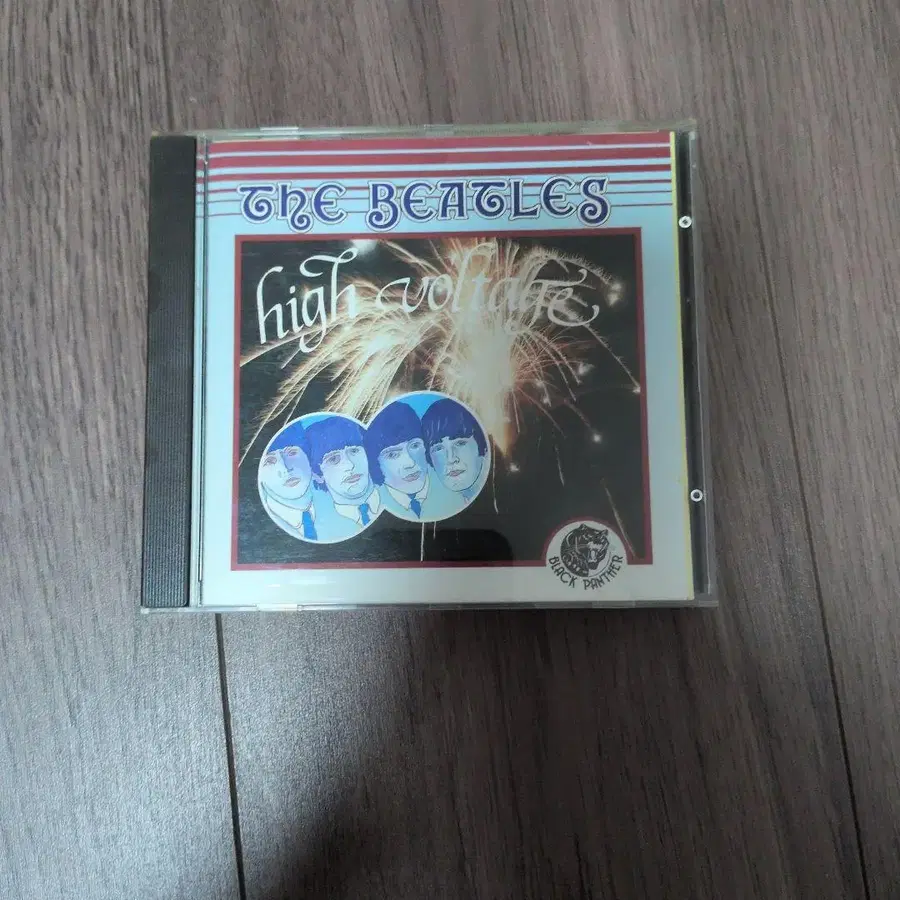 THE BEATLES
high voltage
BLACK PANTHER